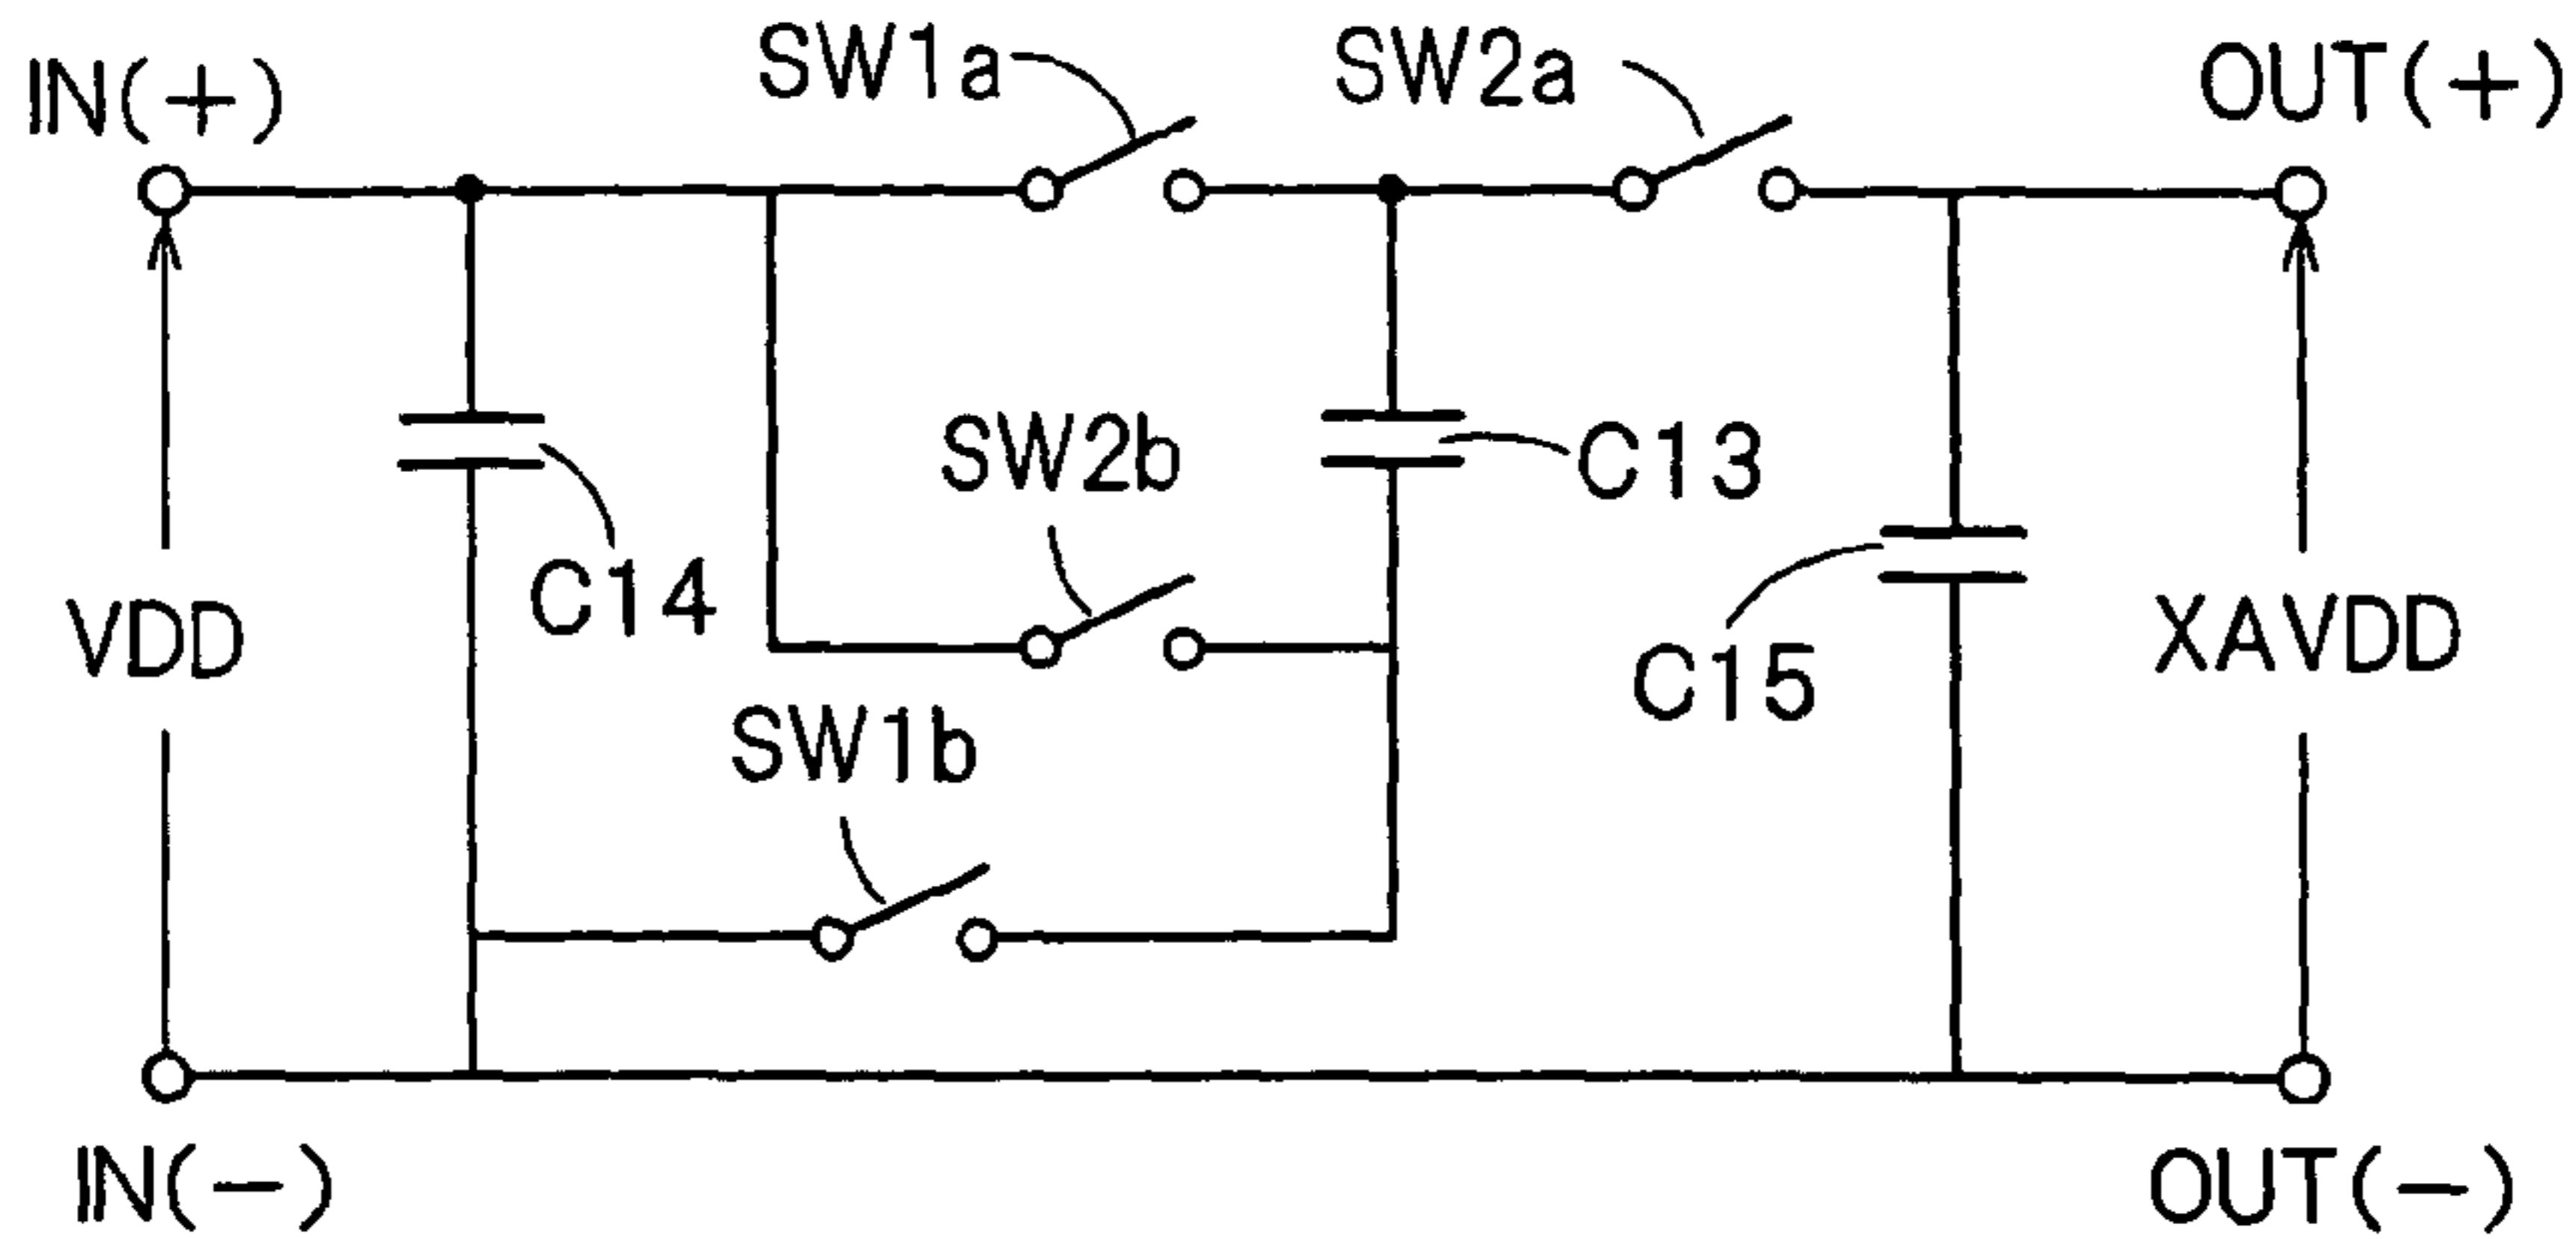 IN(+)
SW1a
SW2a
OUT(+)
SW2b
C13
C14
VDD
C15
XAVDD
SW1b
IN(−)
OUT(−)